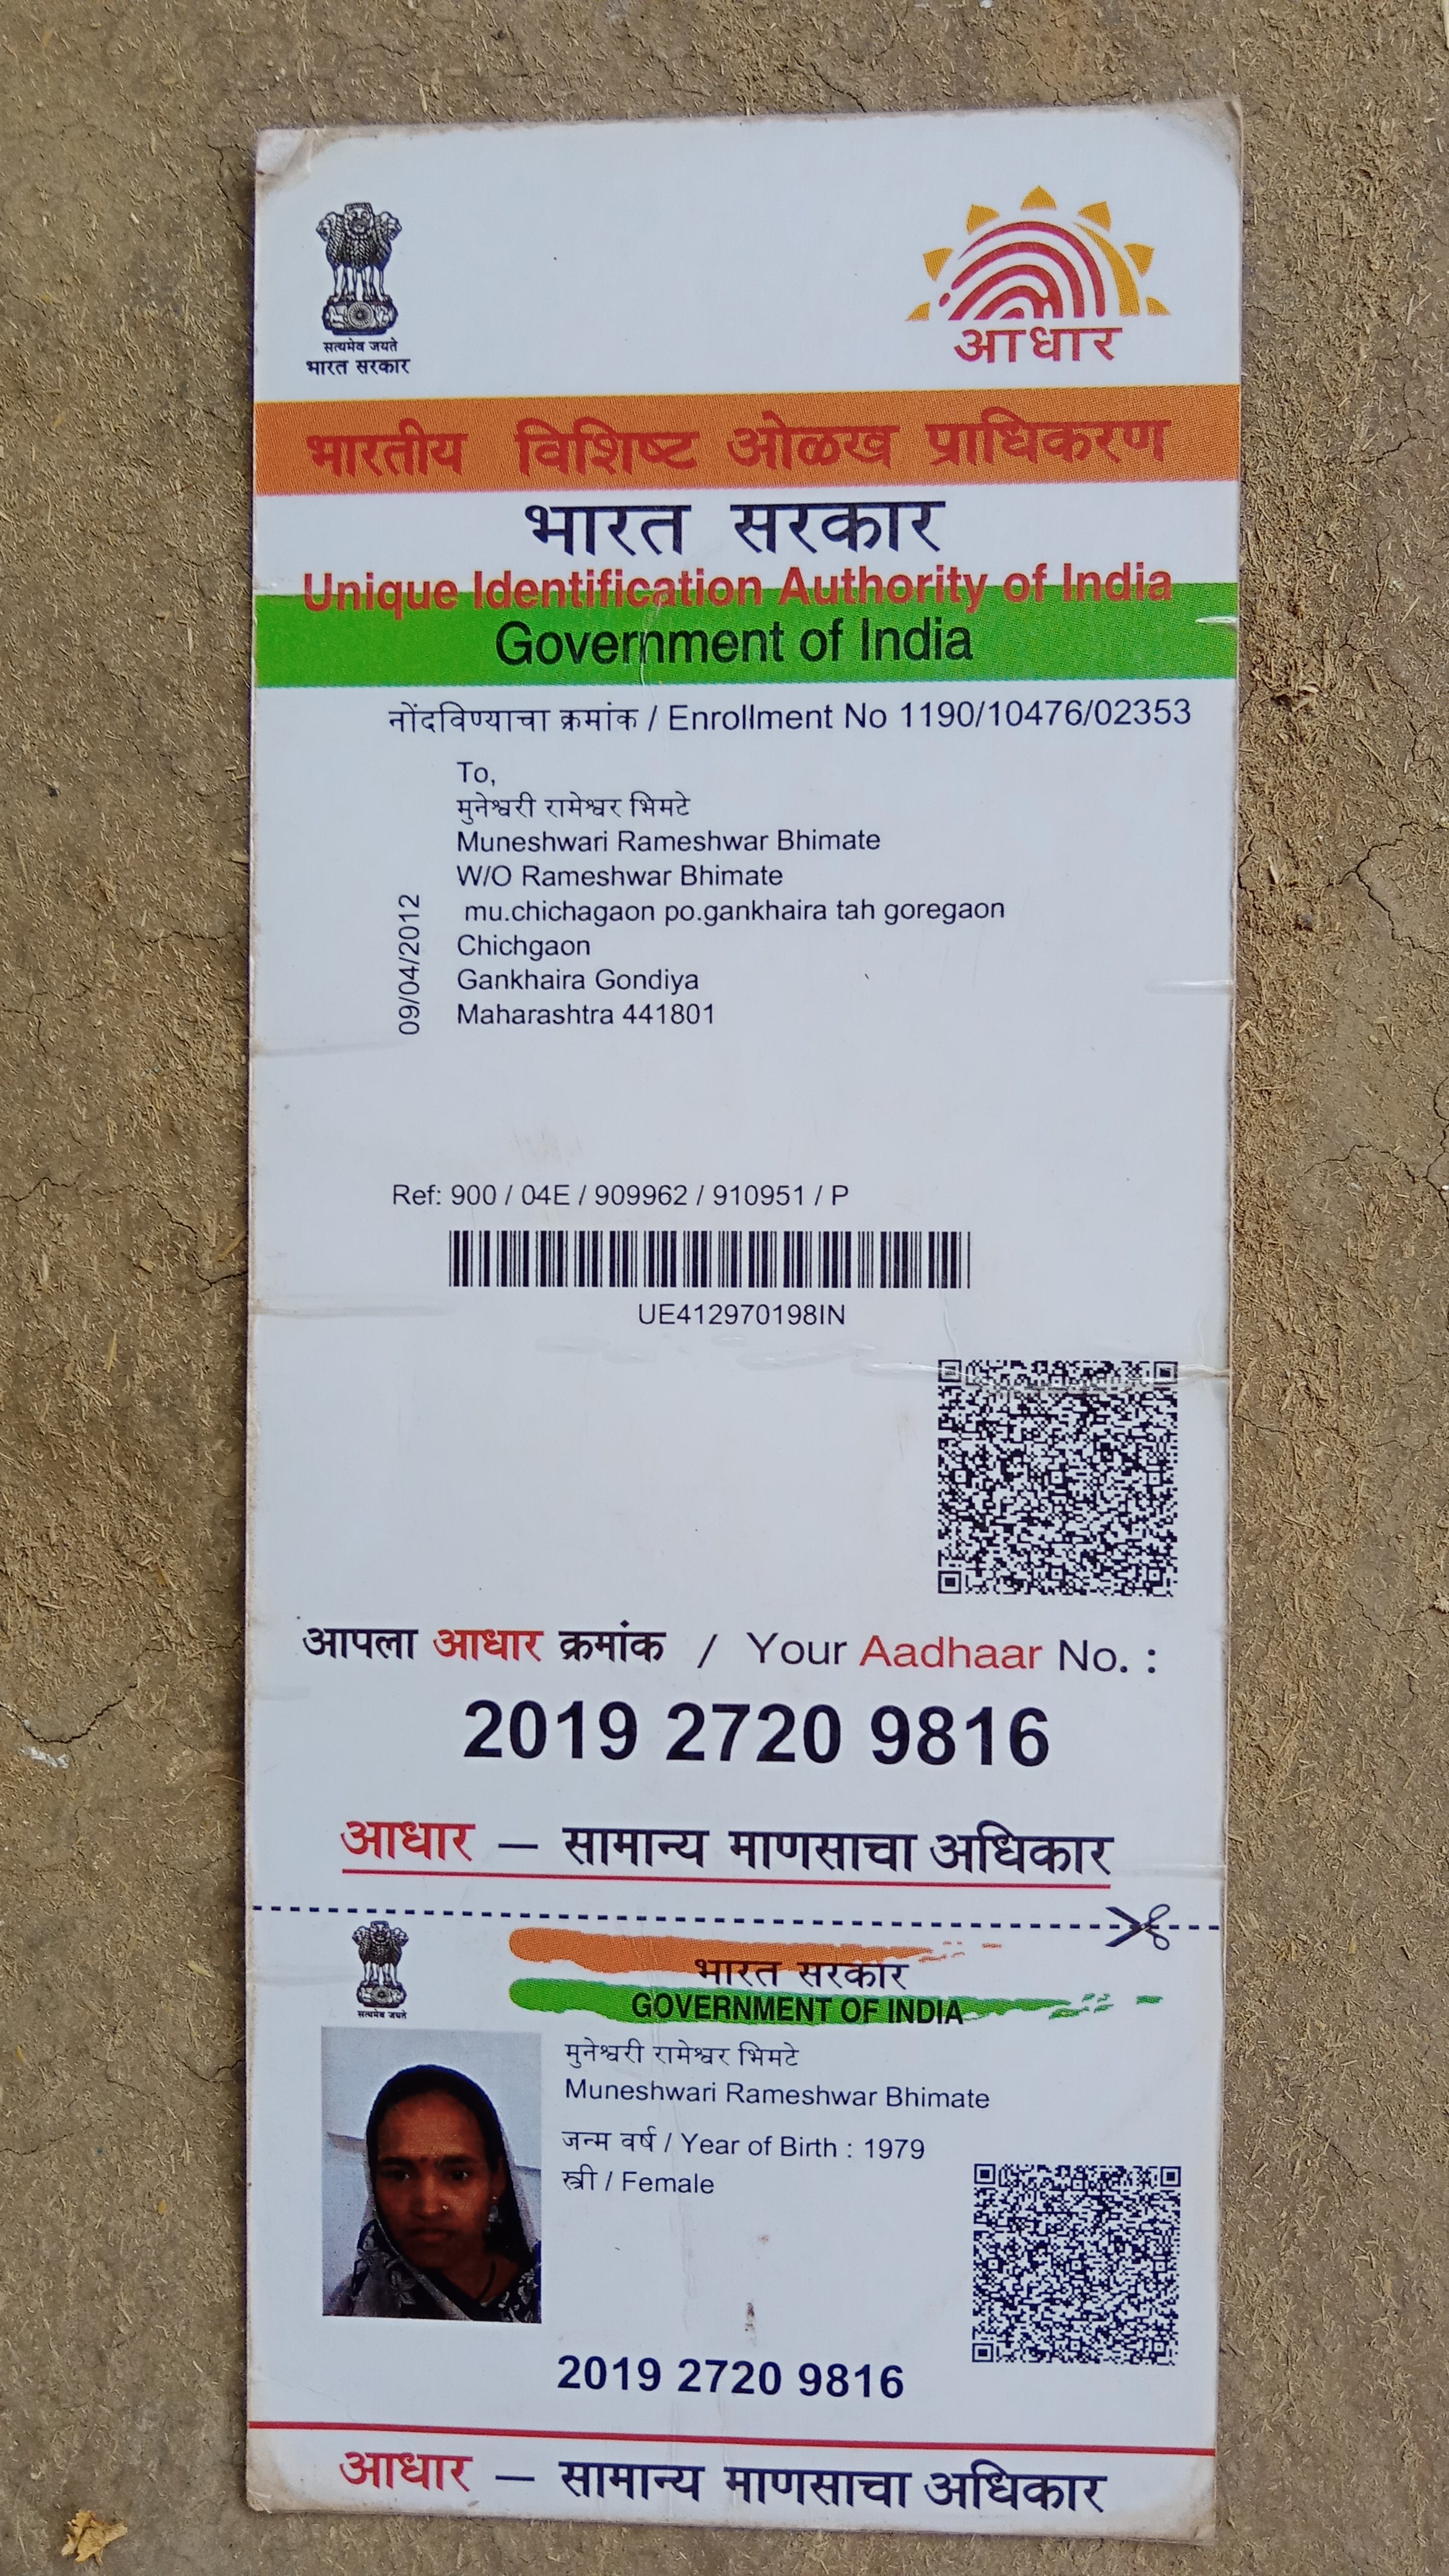 सत्यमेव जयते
भारत सरकार
आधार
भारतीय विशिष्ट ओळख प्राधिकरण
भारत सरकार
Unique Identification Authority of India
Government of India
नोंदविण्याचा क्रमांक / Enrollment No 1190/10476/02353
To,
मुनेश्वरी रामेश्वर भिमटे
Muneshwari Rameshwar Bhimate
W/O Rameshwar Bhimate
mu.chichagaon po.gankhaira tah goregaon
Chichgaon
Gankhaira Gondiya
Maharashtra 441801
09/04/2012
Ref: 900 / 04E / 909962 / 910951 / P
UE412970198IN
आपला आधार क्रमांक / Your Aadhaar No. :
2019 2720 9816
आधार – सामान्य माणसाचा अधिकार
सत्यमेव जयते
भारत सरकार
GOVERNMENT OF INDIA
मुनेश्वरी रामेश्वर भिमटे
Muneshwari Rameshwar Bhimate
जन्म वर्ष / Year of Birth : 1979
स्त्री / Female
2019 2720 9816
आधार – सामान्य माणसाचा अधिकार